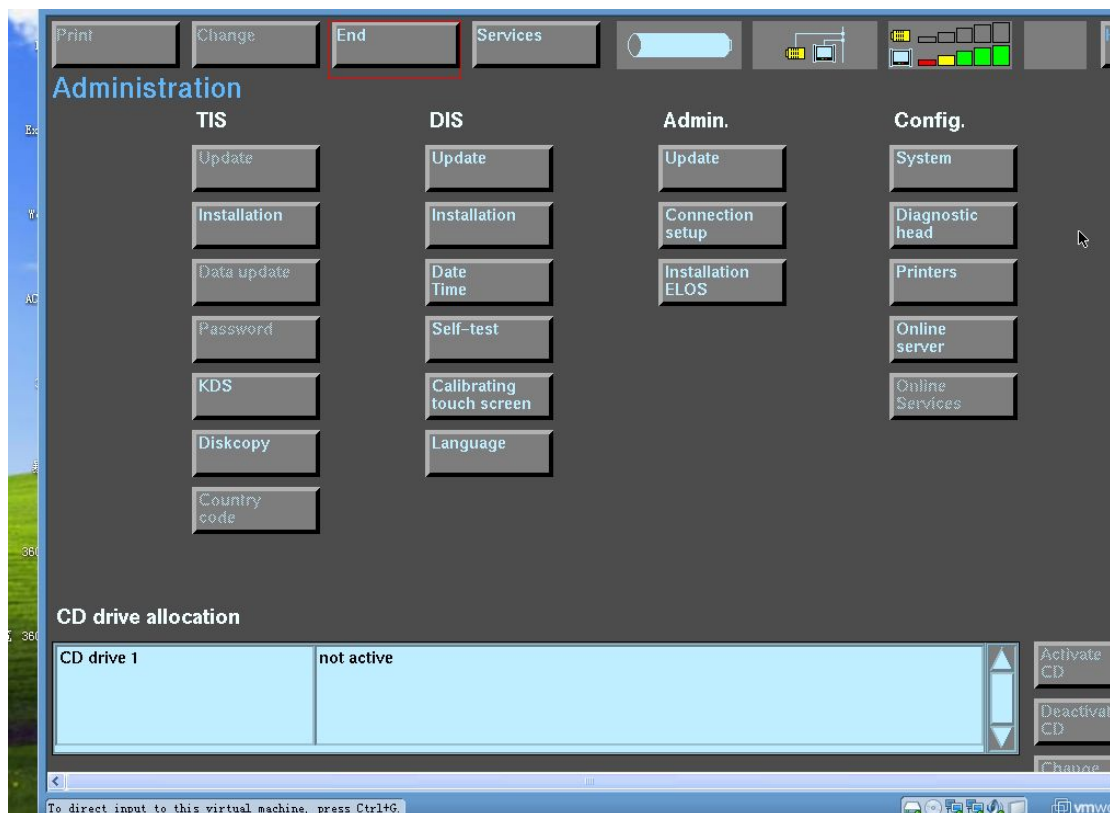 Print
Change
End
Services
Administration
TIS
DIS
Admin.
Config.
Update
Update
Update
System
Installation
Installation
Connection
setup
Diagnostic
head
Data update
Date
Time
Installation
ELOS
Printers
Password
Self-test
Online
server
KDS
Calibrating
touch screen
Online
Services
Diskcopy
Language
Country
code
CD drive allocation
CD drive 1
not active
Activate
CD
CD
Change
To direct input to this virtual machine, press Ctrl+G.
360
360